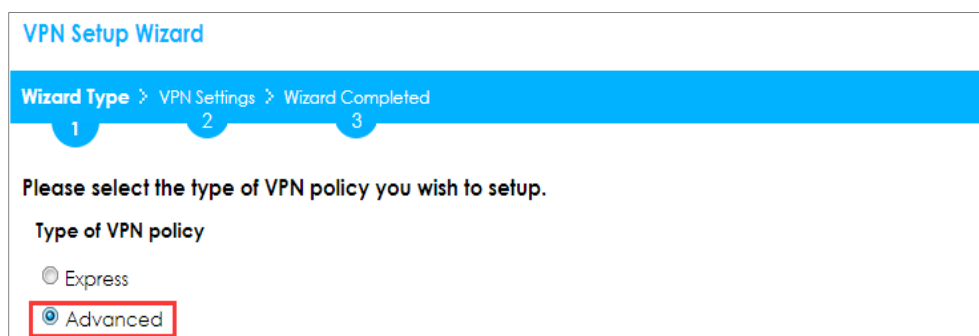 VPN Setup Wizard
Wizard Type > VPN Settings > Wizard Completed
1 2 3
Please select the type of VPN policy you wish to setup.
Type of VPN policy
Express
Advanced